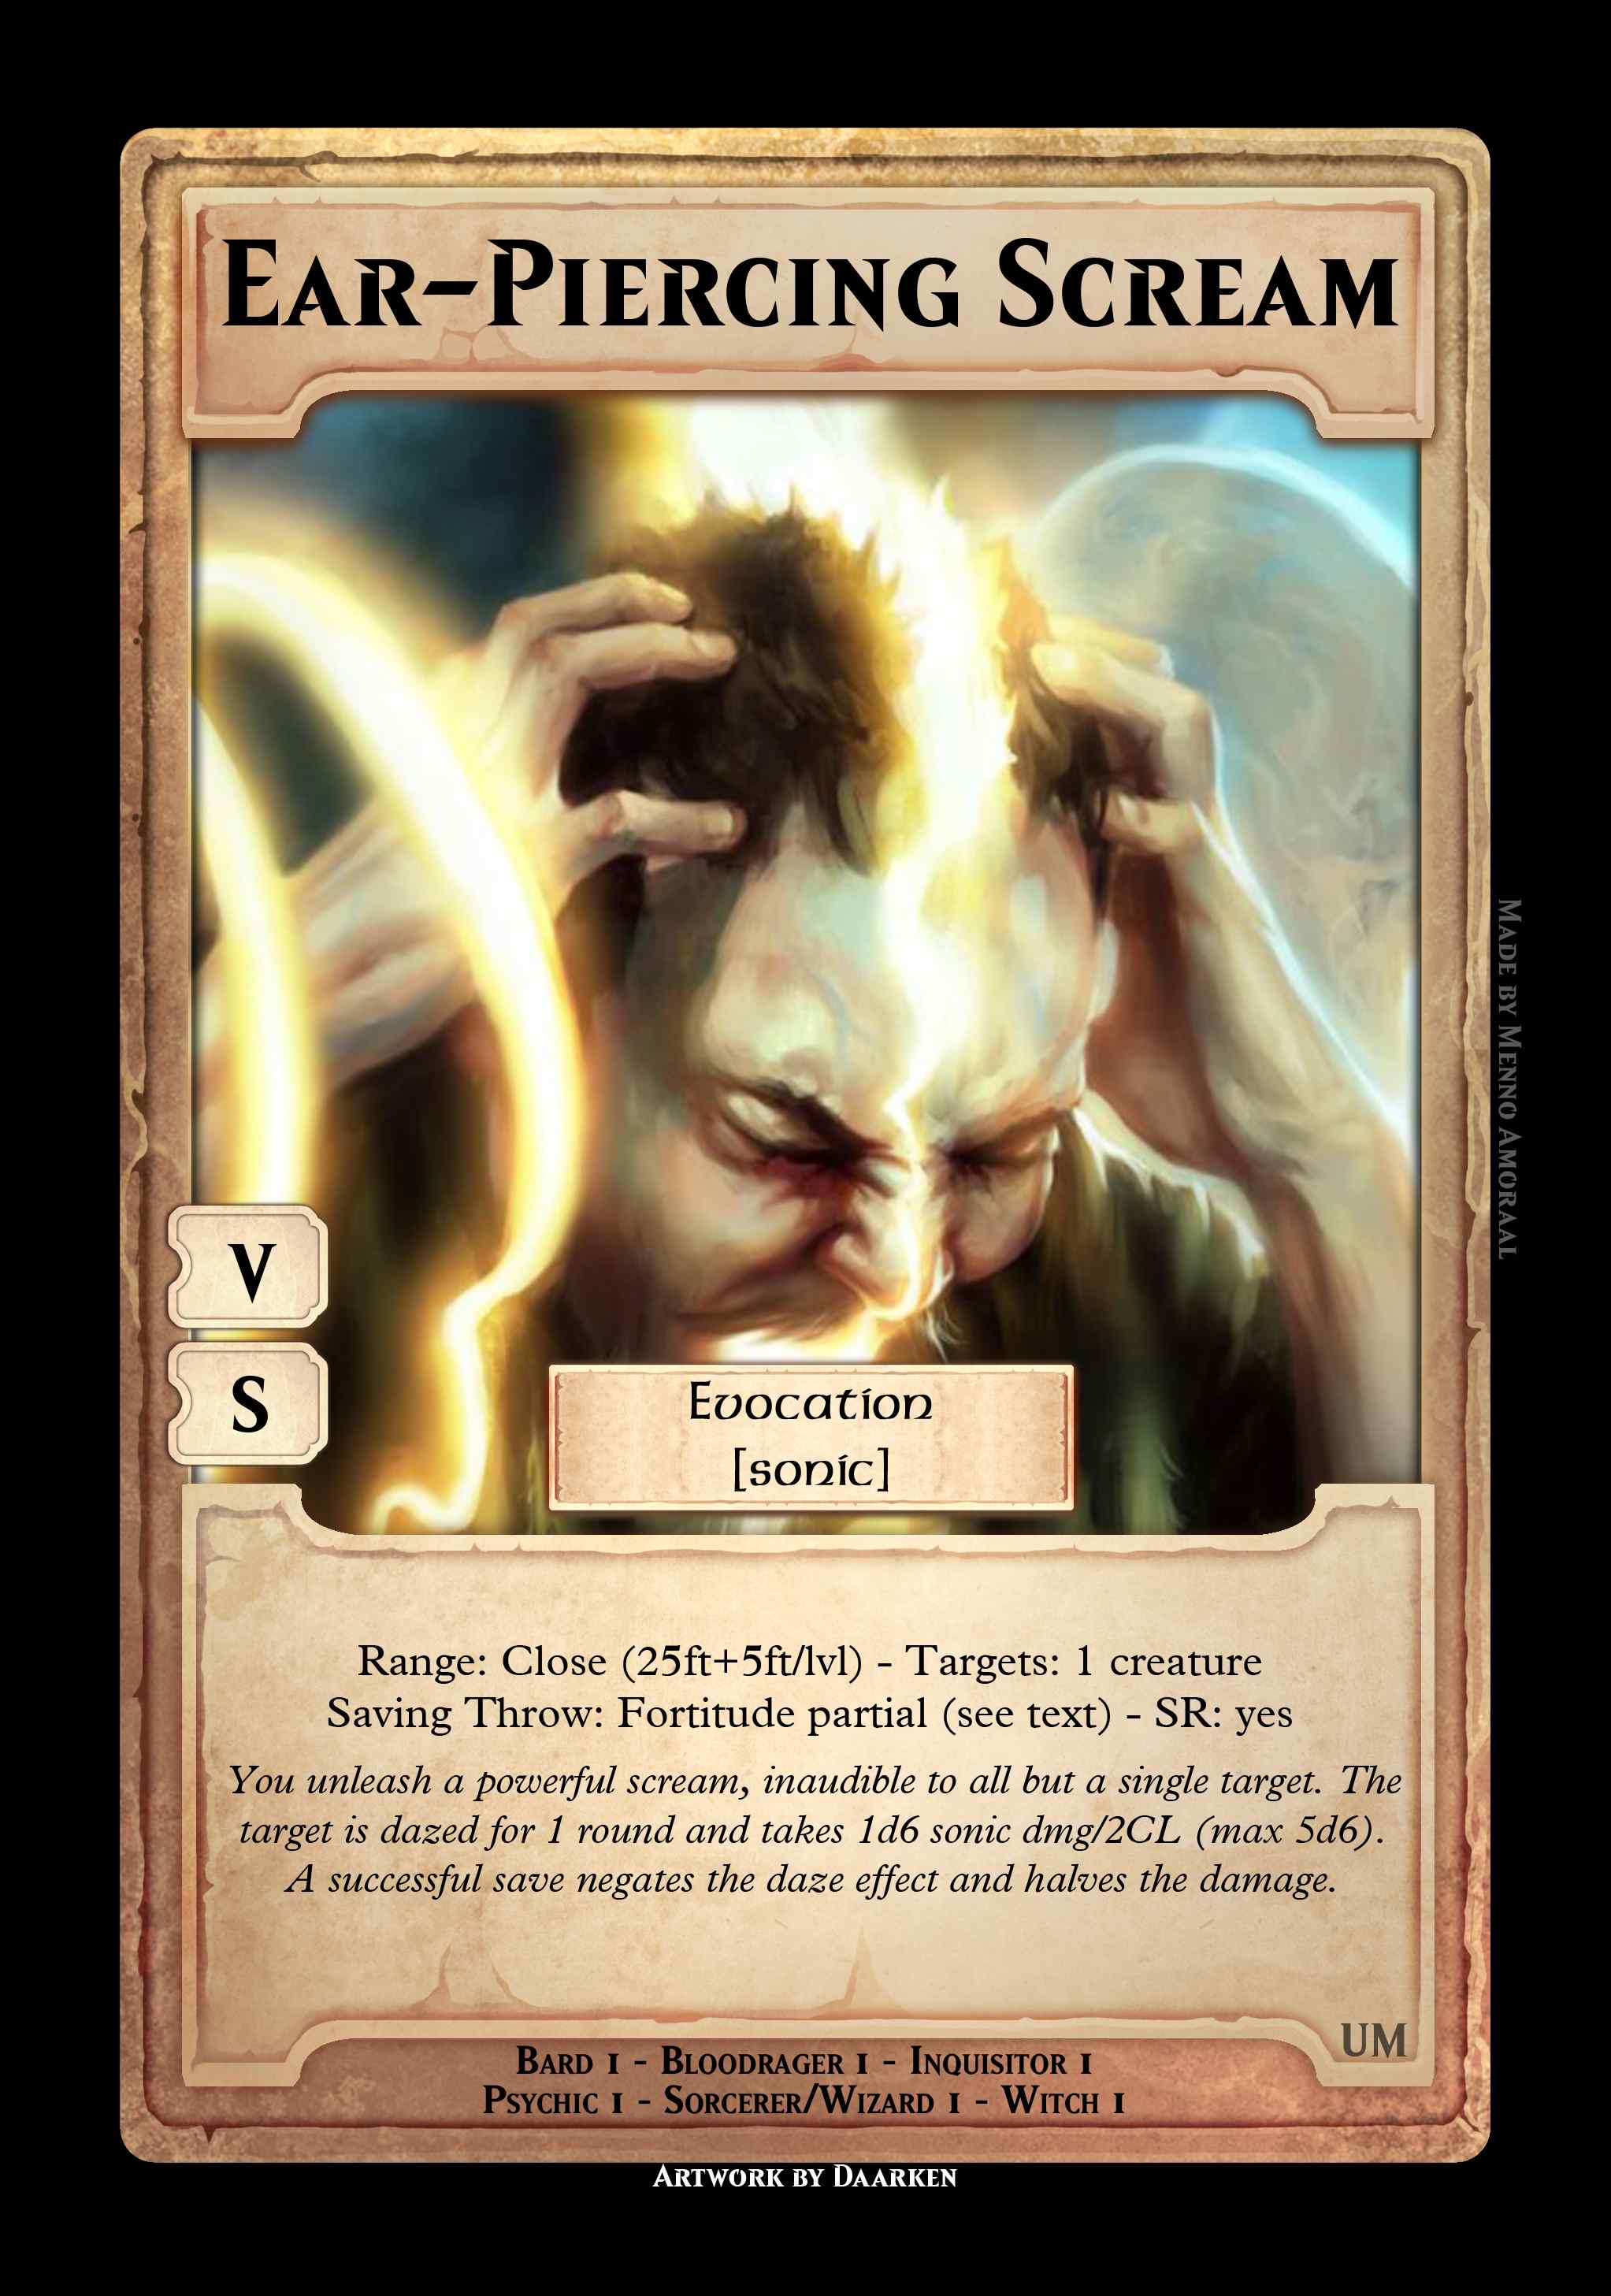 Ear-Piercing Scream
V
S
Evocation
[sonic]
Range: Close (25ft+5ft/lvl) - Targets: 1 creature
Saving Throw: Fortitude partial (see text) - SR: yes
You unleash a powerful scream, inaudible to all but a single target. The
target is dazed for 1 round and takes 1d6 sonic dmg/2CL (max 5d6).
A successful save negates the daze effect and halves the damage.
UM
Bard 1 - Bloodrager 1 - Inquisitor 1
Psychic 1 - Sorcerer/Wizard 1 - Witch 1
Artwork by Daarken
Made by Menno Amoraal